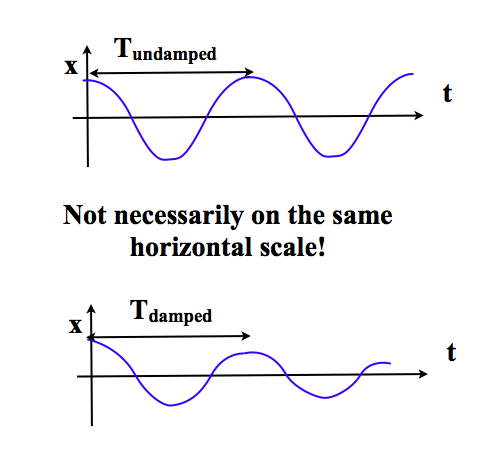 Tundamped
x
t
Not necessarily on the same
horizontal scale!
Tdamped
x
t